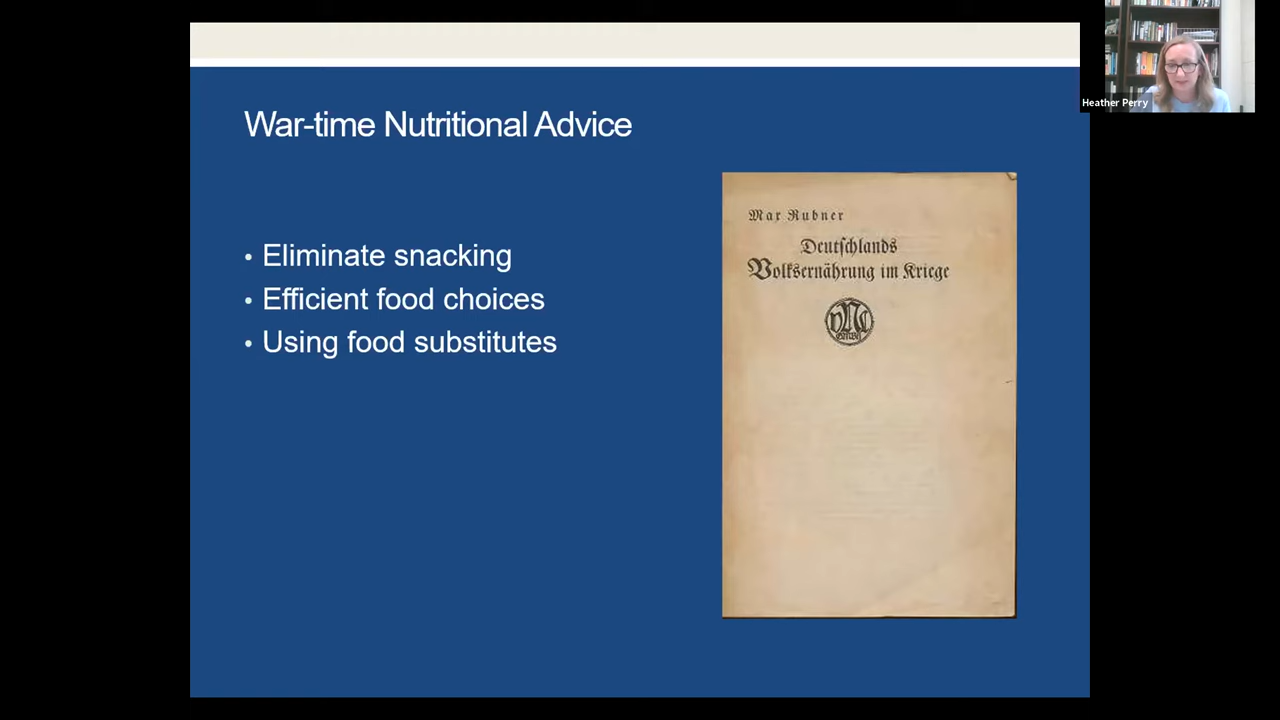 War-time Nutritional Advice
• Eliminate snacking
• Efficient food choices
• Using food substitutes
Max Rubner
Deutſchlands
Volksernährung im Kriege
Heather Perry